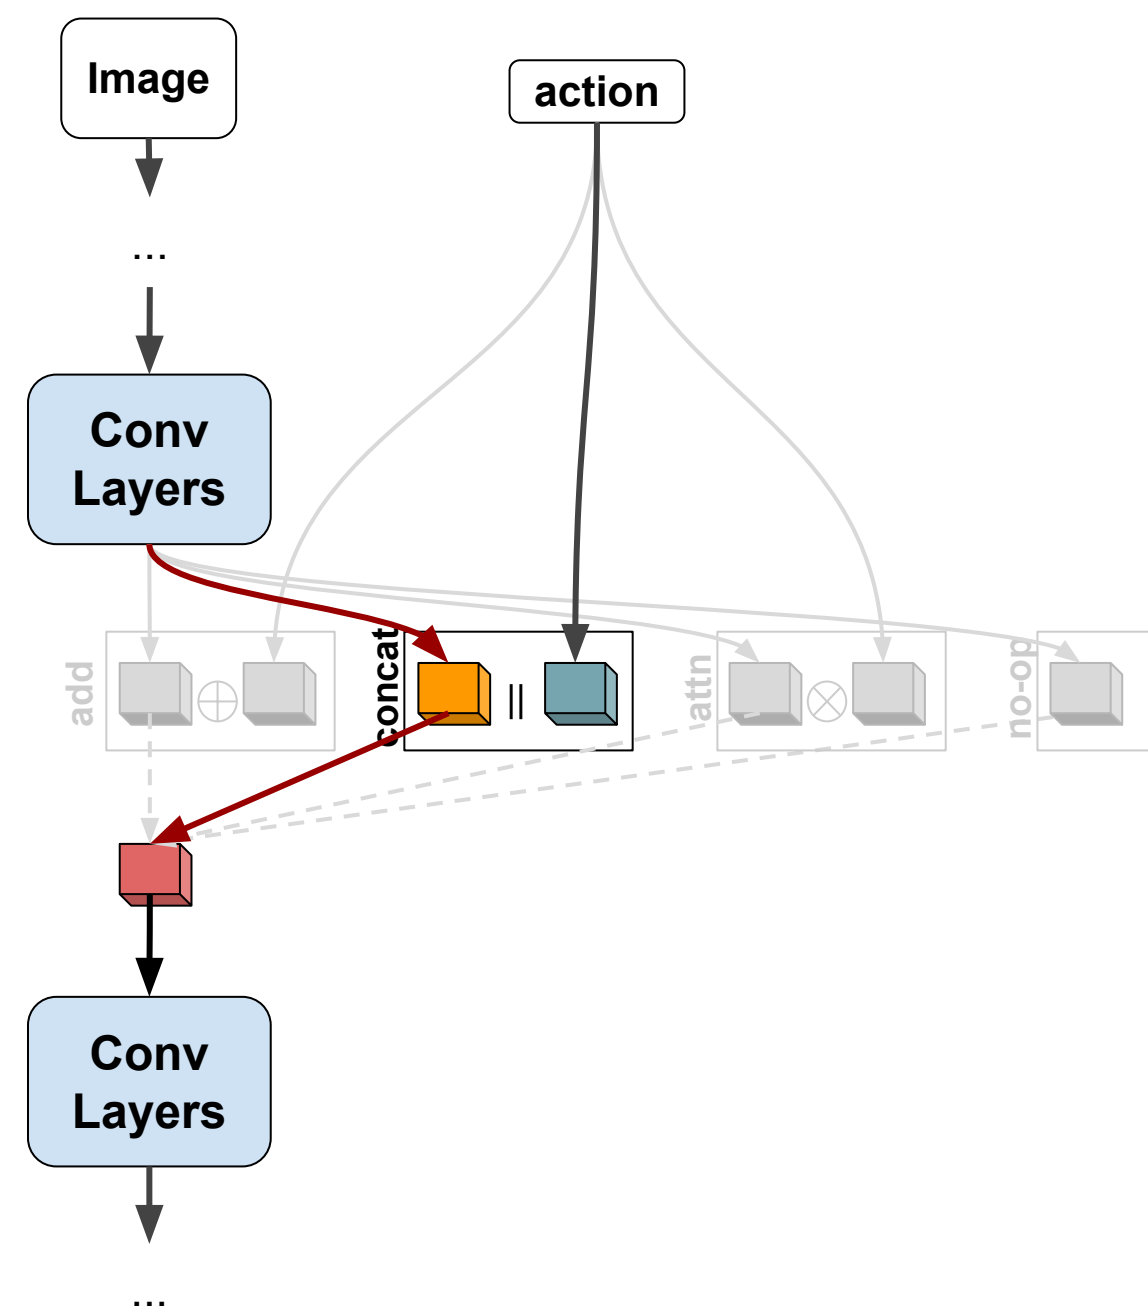 Image
action
...
Conv
Layers
add
concat
||
attn
no-op
Conv
Layers
...